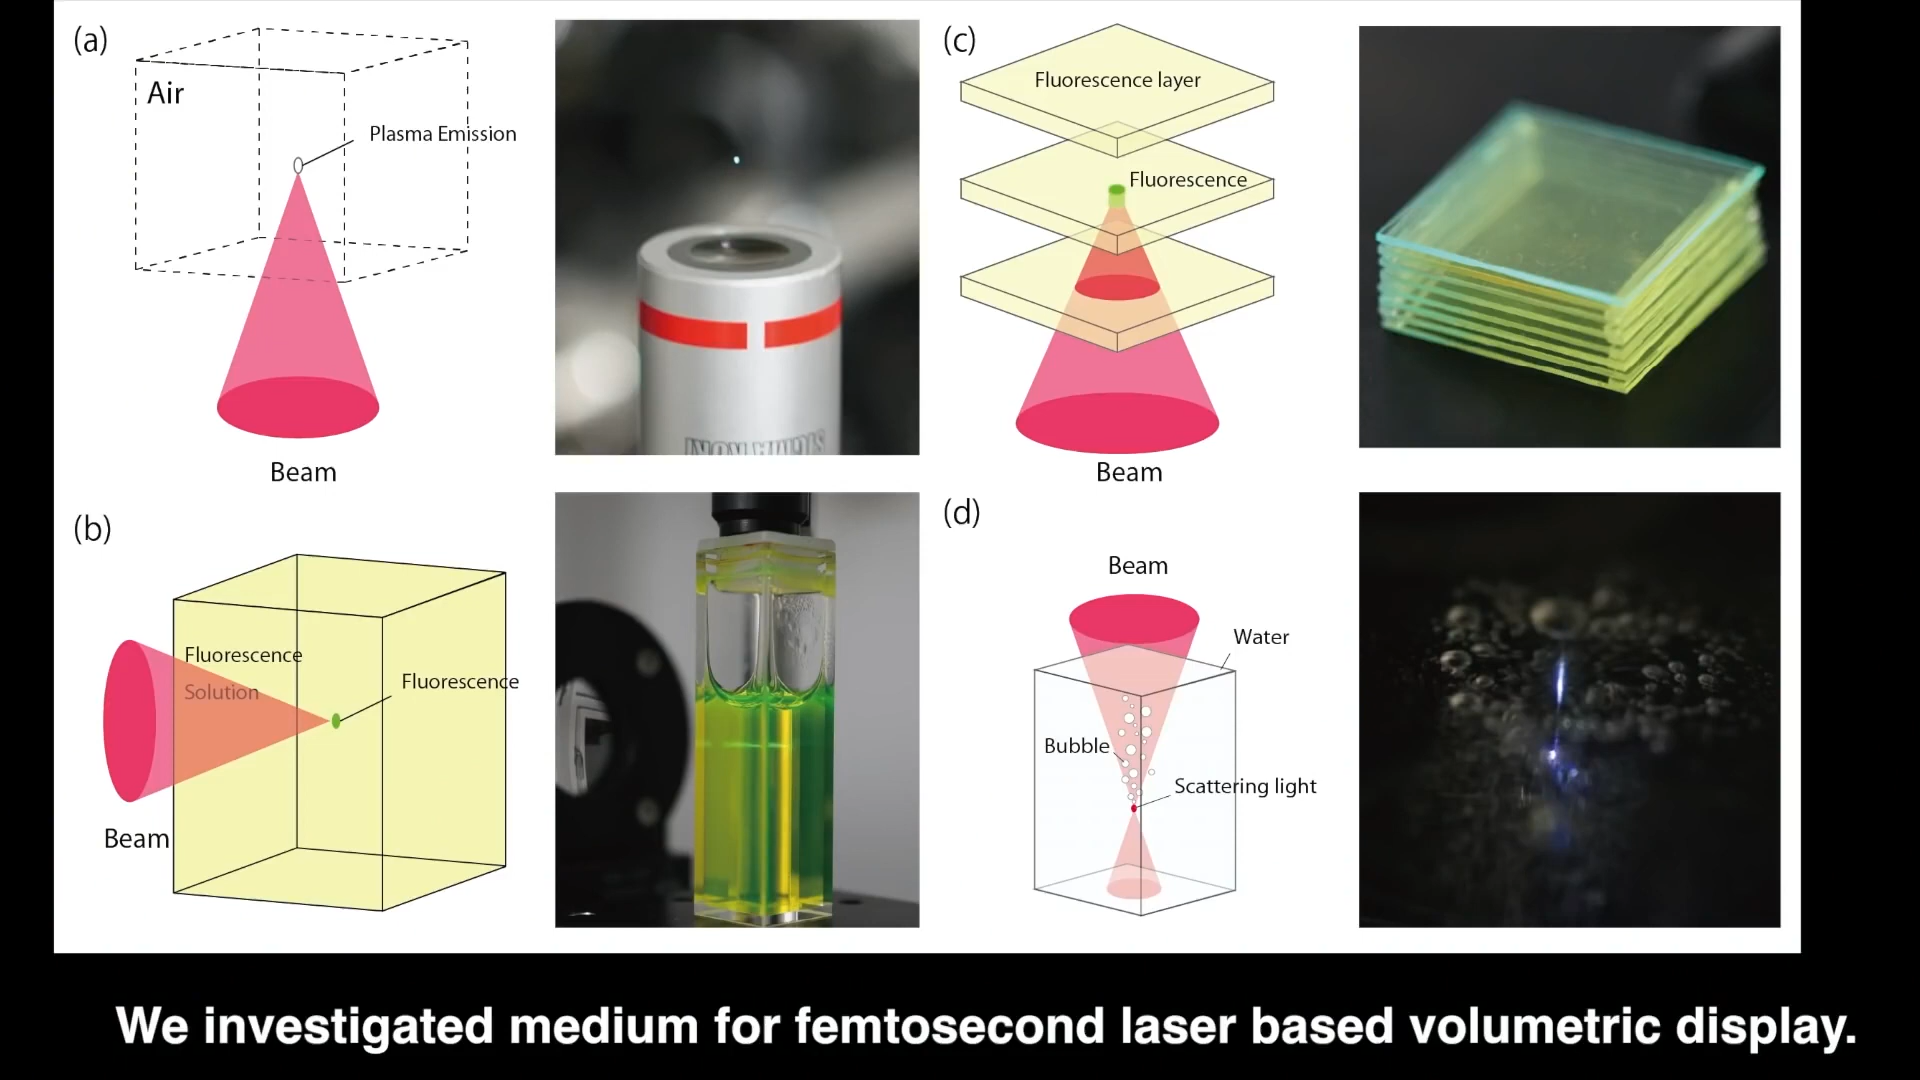 (a)
Air
Plasma Emission
Beam
(b)
Fluorescence
Solution
Fluorescence
Beam
(c)
Fluorescence layer
Fluorescence
Beam
(d)
Beam
Water
Bubble
Scattering light
We investigated medium for femtosecond laser based volumetric display.